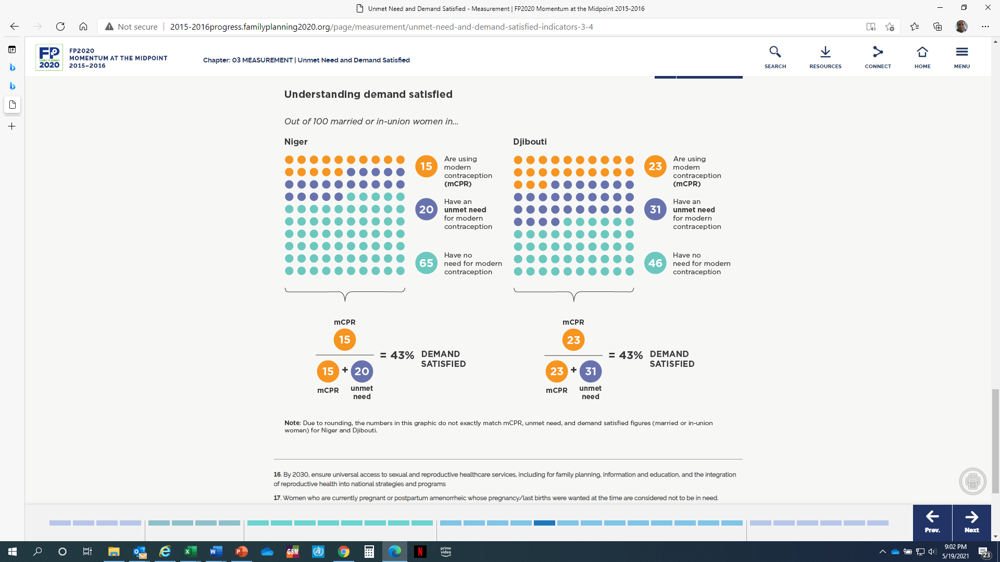 Unmet Need and Demand Satisfied - Measurement | FP2020 Momentum at the Midpoint 2015-2016
Not secure | 2015-2016progress.familyplanning2020.org/page/measurement/unmet-need-and-demand-satisfied-indicators-3-4
FP
FAMILY PLANNING
2020
FP2020
MOMENTUM AT THE MIDPOINT
2015–2016
Chapter: 03 MEASUREMENT | Unmet Need and Demand Satisfied
SEARCH
RESOURCES
CONNECT
HOME
MENU
Understanding demand satisfied
Out of 100 married or in-union women in...
Niger
15
Are using
modern
contraception
(mCPR)
20
Have an
unmet need
for modern
contraception
65
Have no
need for modern
contraception
mCPR
15
15 + 20
mCPR
unmet
need
= 43%
DEMAND
SATISFIED
Djibouti
23
Are using
modern
contraception
(mCPR)
31
Have an
unmet need
for modern
contraception
46
Have no
need for modern
contraception
mCPR
23
23 + 31
mCPR
unmet
need
= 43%
DEMAND
SATISFIED
Note: Due to rounding, the numbers in this graphic do not exactly match mCPR, unmet need, and demand satisfied figures (married or in-union
women) for Niger and Djibouti.
16. By 2030, ensure universal access to sexual and reproductive healthcare services, including for family planning, information and education, and the integration
of reproductive health into national strategies and programs
17. Women who are currently pregnant or postpartum amenorrheic whose pregnancy/last births were wanted at the time are considered not to be in need.
Prev.
Next
GSM
N
prime
video
9:02 PM
5/19/2021
23